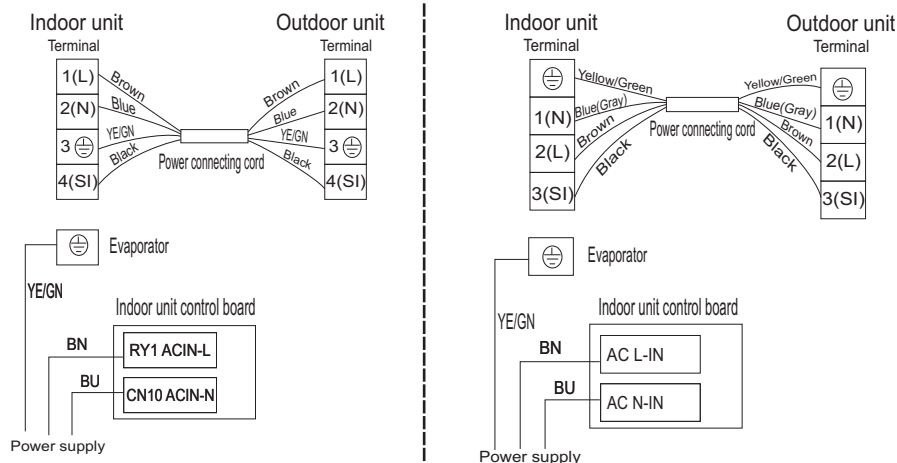 Indoor unit
Terminal
Outdoor unit
Terminal
1(L)
2(N)
3
4(SI)
Brown
Blue
YE/GN
Black
Power connecting cord
Brown
Blue
YE/GN
Black
1(L)
2(N)
3
4(SI)
Evaporator
YE/GN
Indoor unit control board
BN
RY1 ACIN-L
BU
CN10 ACIN-N
Power supply
Indoor unit
Terminal
Outdoor unit
Terminal
1(N)
2(L)
3(SI)
Yellow/Green
Blue(Gray)
Brown
Black
Power connecting cord
Yellow/Green
Blue(Gray)
Brown
Black
1(N)
2(L)
3(SI)
Evaporator
YE/GN
Indoor unit control board
BN
AC L-IN
BU
AC N-IN
Power supply